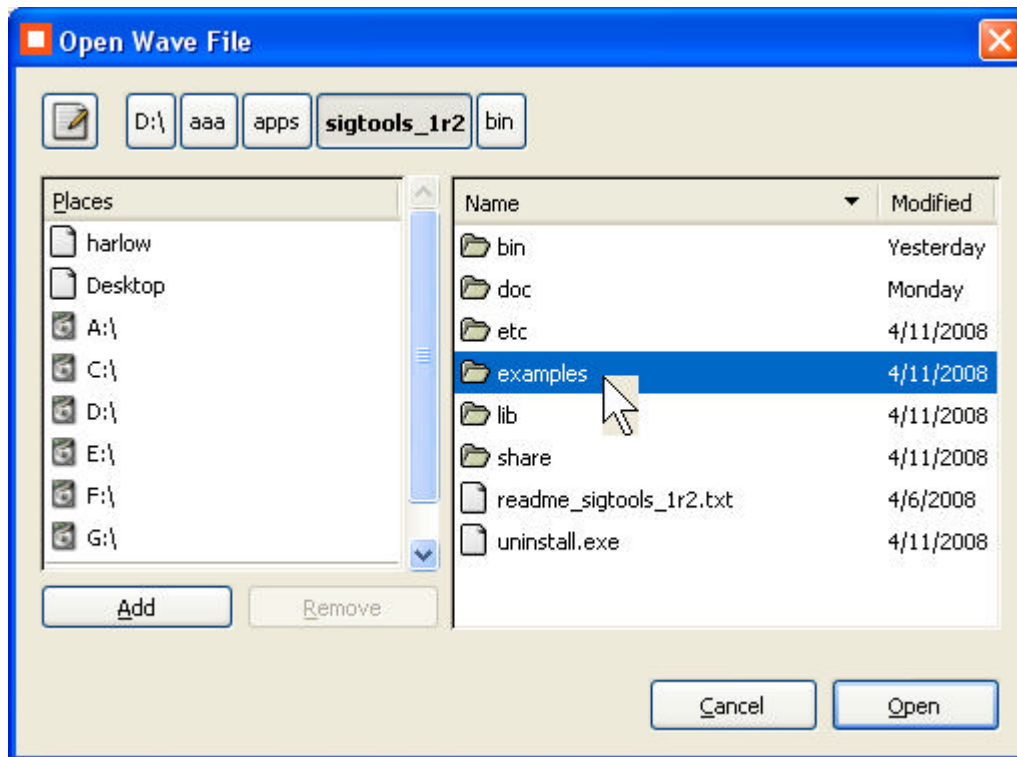 Open Wave File
D:\ aaa apps sigtools_1r2 bin
Places
harlow
Desktop
A:\
C:\
D:\
E:\
F:\
G:\
Add Remove
Name Modified
bin Yesterday
doc Monday
etc 4/11/2008
examples 4/11/2008
lib 4/11/2008
share 4/11/2008
readme_sigtools_1r2.txt 4/6/2008
uninstall.exe 4/11/2008
Cancel Open